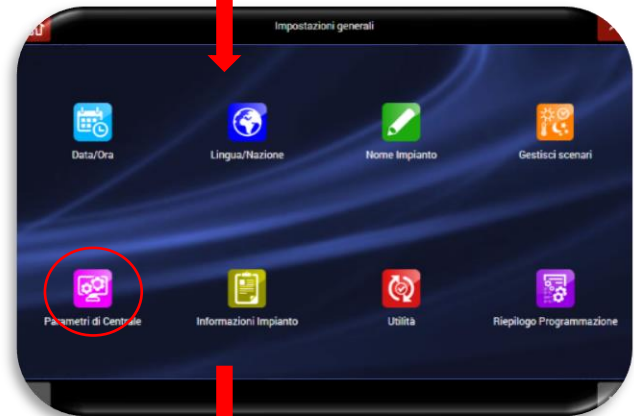 Impostazioni generali
Data/Ora
Lingua/Nazione
Nome Impianto
Gestisci scenari
Parametri di Centrale
Informazioni Impianto
Utilità
Riepilogo Programmazione